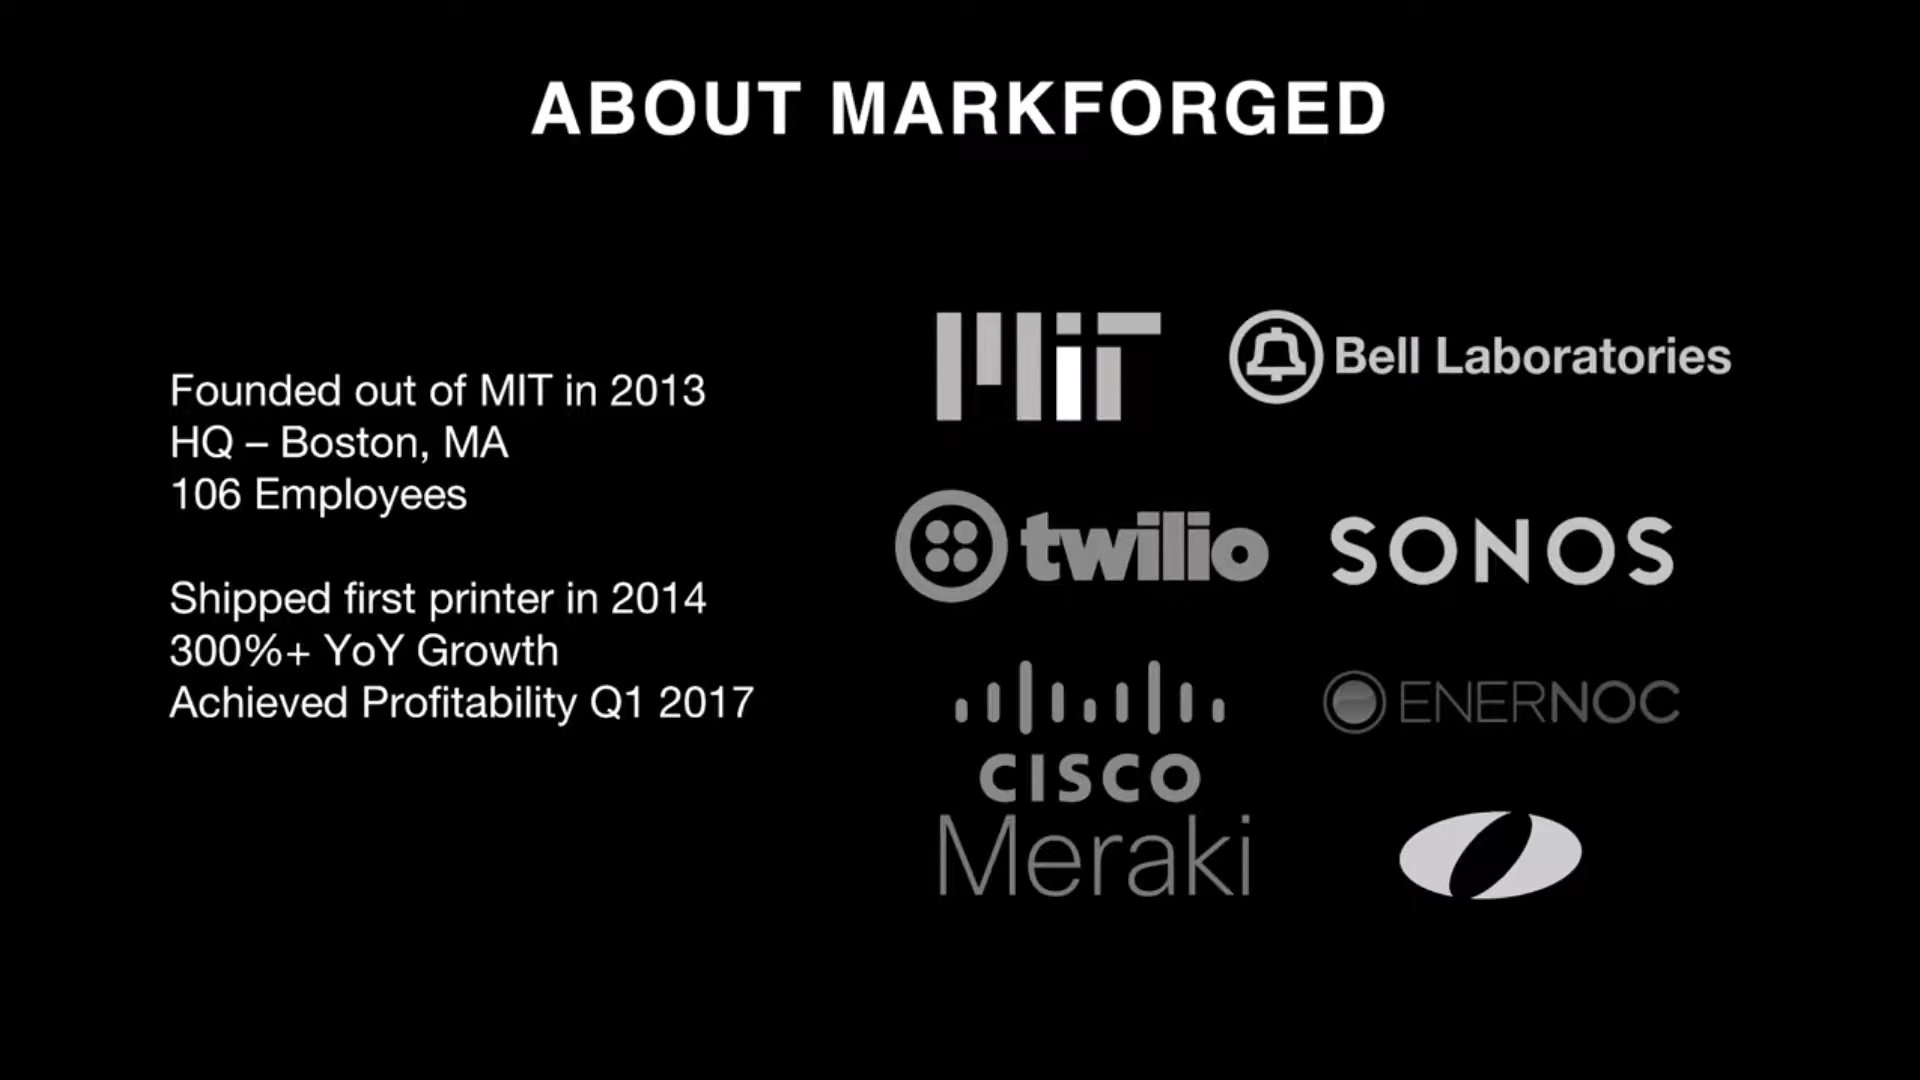 ABOUT MARKFORGED
Founded out of MIT in 2013
HQ – Boston, MA
106 Employees
Shipped first printer in 2014
300%+ YoY Growth
Achieved Profitability Q1 2017
MiT
Bell Laboratories
twilio
SONOS
CISCO
Meraki
ENERNOC